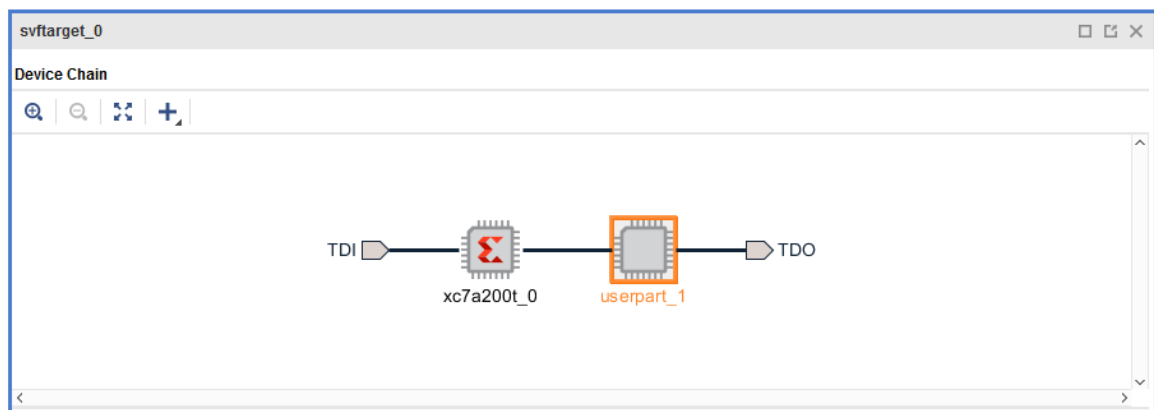 svftarget_0
Device Chain
TDI
TDO
xc7a200t_0
userpart_1